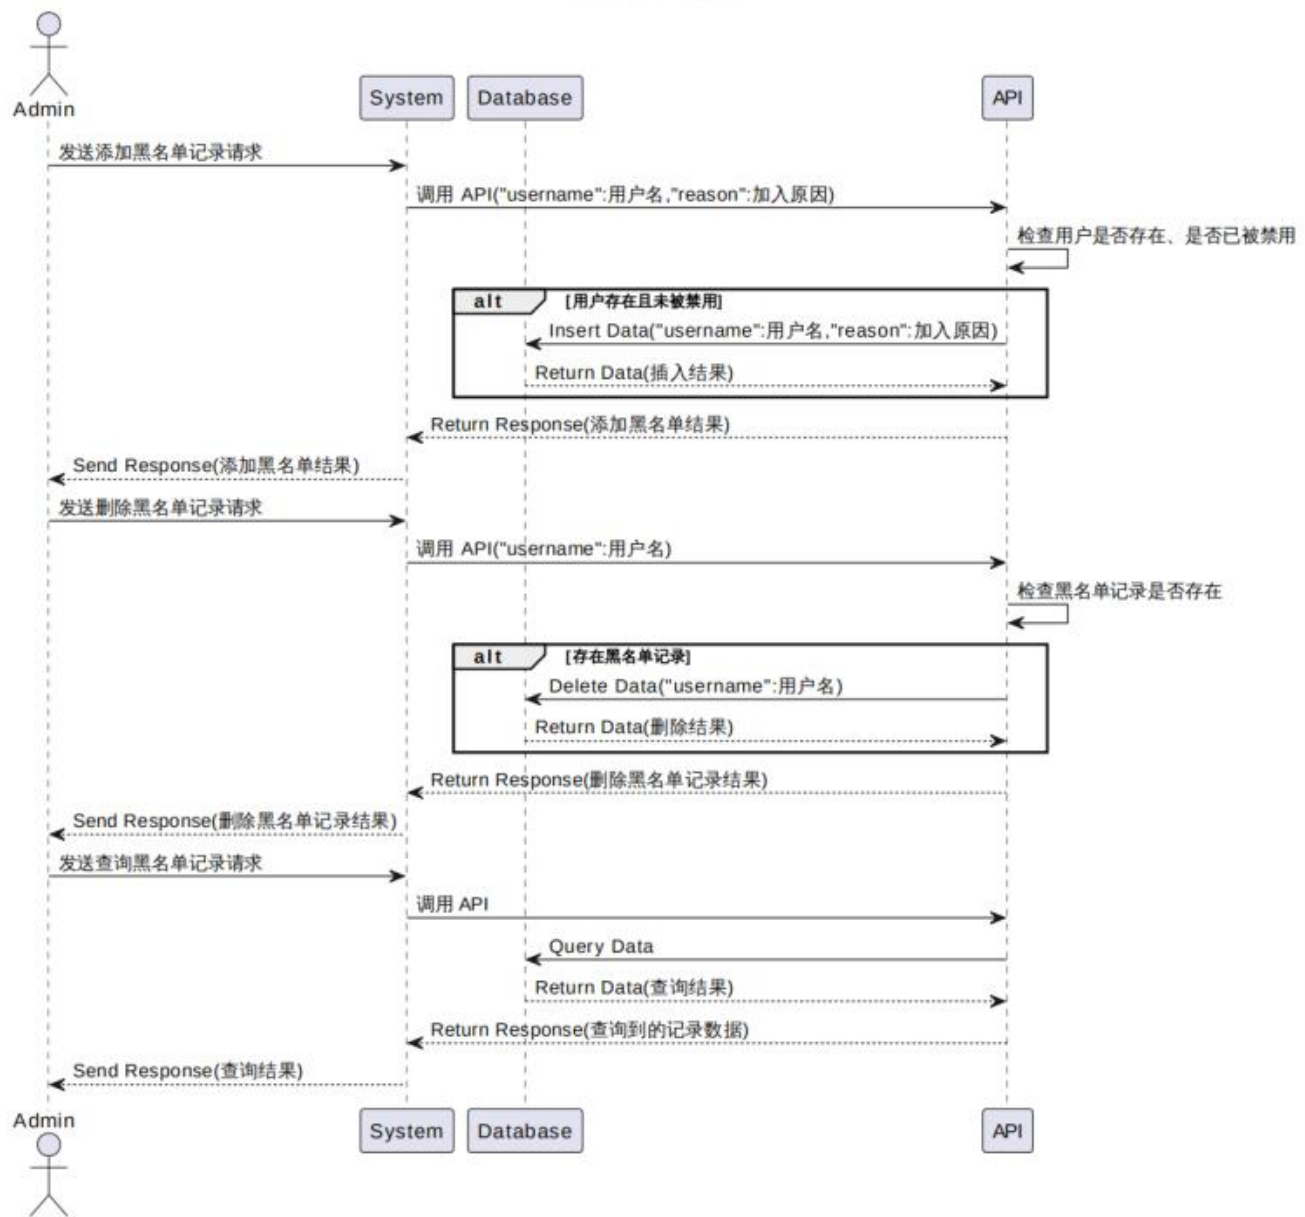 Admin
System
Database
API
发送添加黑名单记录请求
调用 API("username":用户名,"reason":加入原因)
检查用户是否存在、是否已被禁用
alt
[用户存在且未被禁用]
Insert Data("username":用户名,"reason":加入原因)
Return Data(插入结果)
Return Response(添加黑名单结果)
Send Response(添加黑名单结果)
发送删除黑名单记录请求
调用 API("username":用户名)
检查黑名单记录是否存在
alt
[存在黑名单记录]
Delete Data("username":用户名)
Return Data(删除结果)
Return Response(删除黑名单记录结果)
Send Response(删除黑名单记录结果)
发送查询黑名单记录请求
调用 API
Query Data
Return Data(查询结果)
Return Response(查询到的记录数据)
Send Response(查询结果)
Admin
System
Database
API